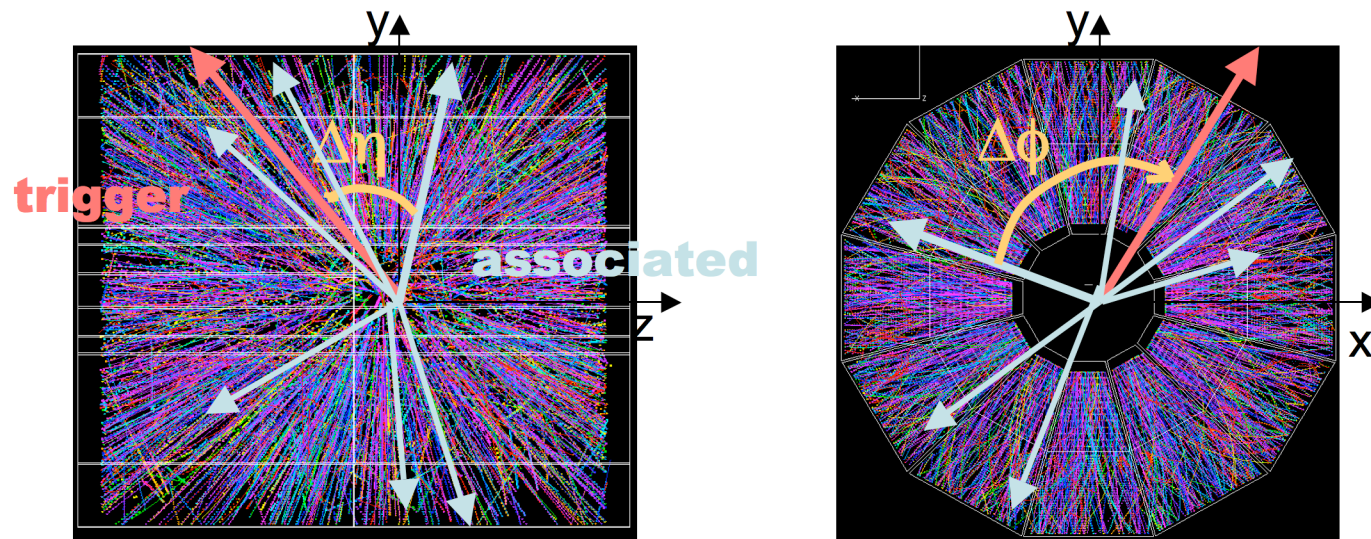 y
Δη
trigger
associated
z
y
Δϕ
x
x
z